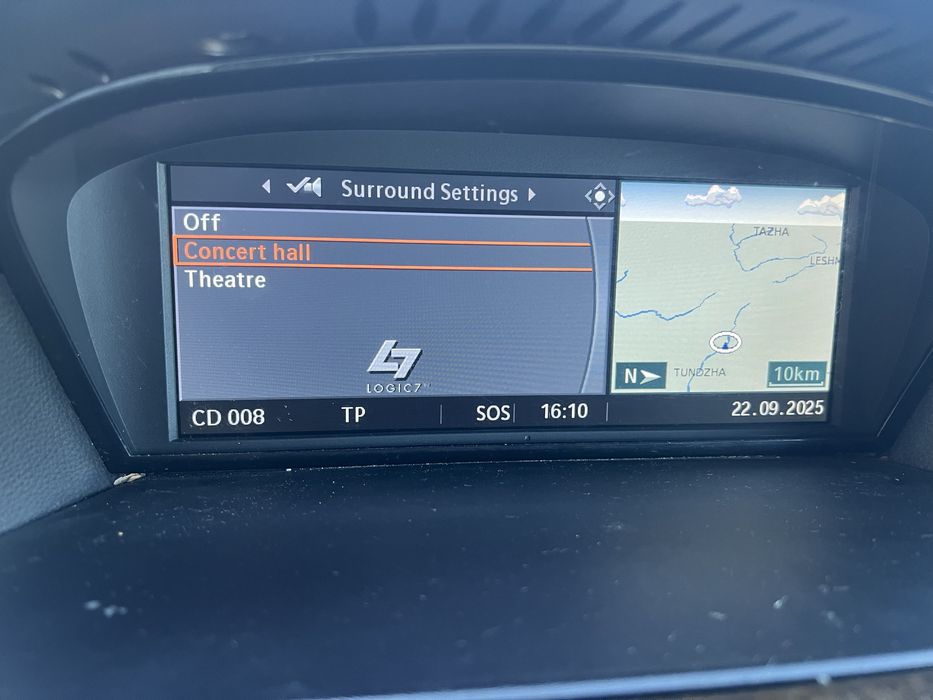 Surround Settings
Off
Concert hall
Theatre
LOGIC7
TAZHA
TUNDZHA
N
10km
CD 008 TP SOS 16:10 22.09.2025